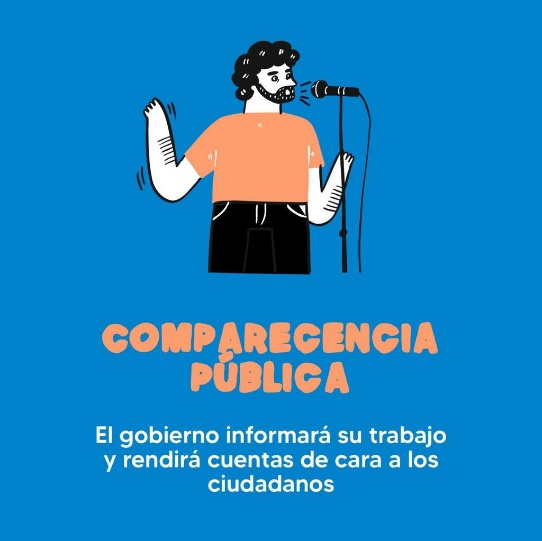 COMPARECENCIA
PÚBLICA
El gobierno informará su trabajo
y rendirá cuentas de cara a los
ciudadanos